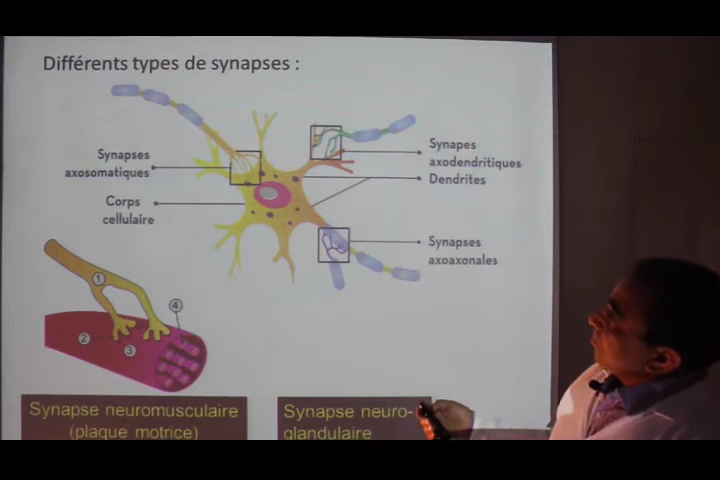 Différents types de synapses :
Synapses
axosomatiques
Corps
cellulaire
Synapes
axodendritiques
Dendrites
Synapses
axoaxonales
1
2
3
4
Synapse neuromusculaire
(plaque motrice)
Synapse neuro-
glandulaire